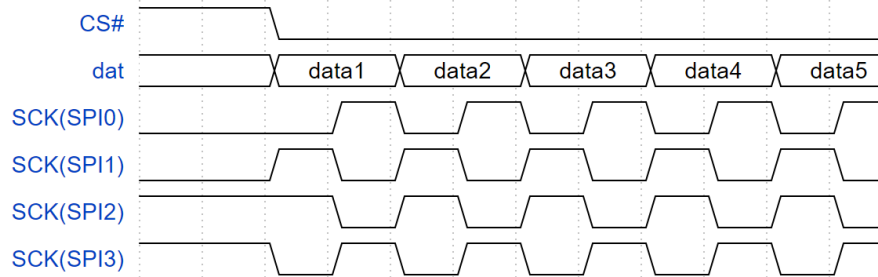 CS#
dat data1 data2 data3 data4 data5
SCK(SPI0)
SCK(SPI1)
SCK(SPI2)
SCK(SPI3)